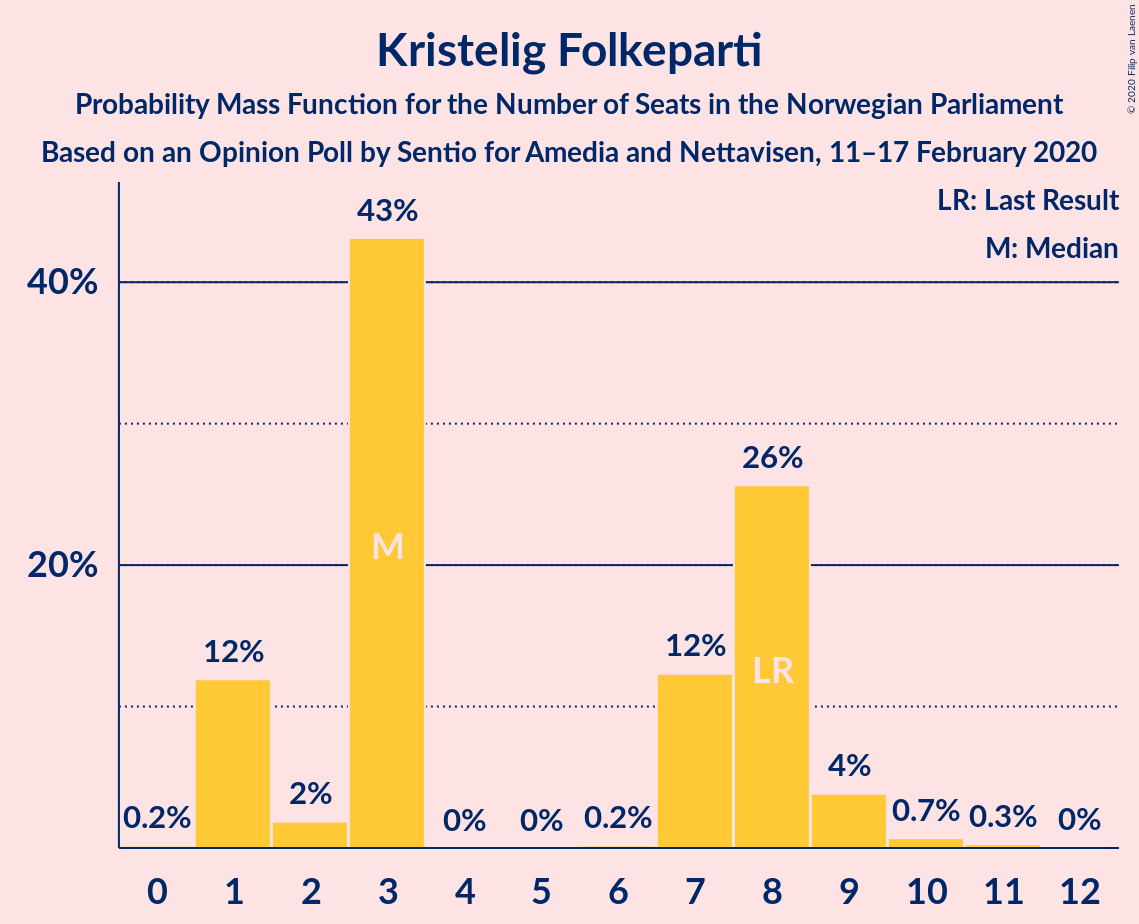 Kristelig Folkeparti
Probability Mass Function for the Number of Seats in the Norwegian Parliament
Based on an Opinion Poll by Sentio for Amedia and Nettavisen, 11–17 February 2020
© 2020 Filip van Laenen
LR: Last Result
M: Median
43%
40%
26%
M
20%
12%
12%
LR
4%
2%
0.2%
0%
0%
0.2%
0.7%
0.3%
0%
0 1 2 3 4 5 6 7 8 9 10 11 12